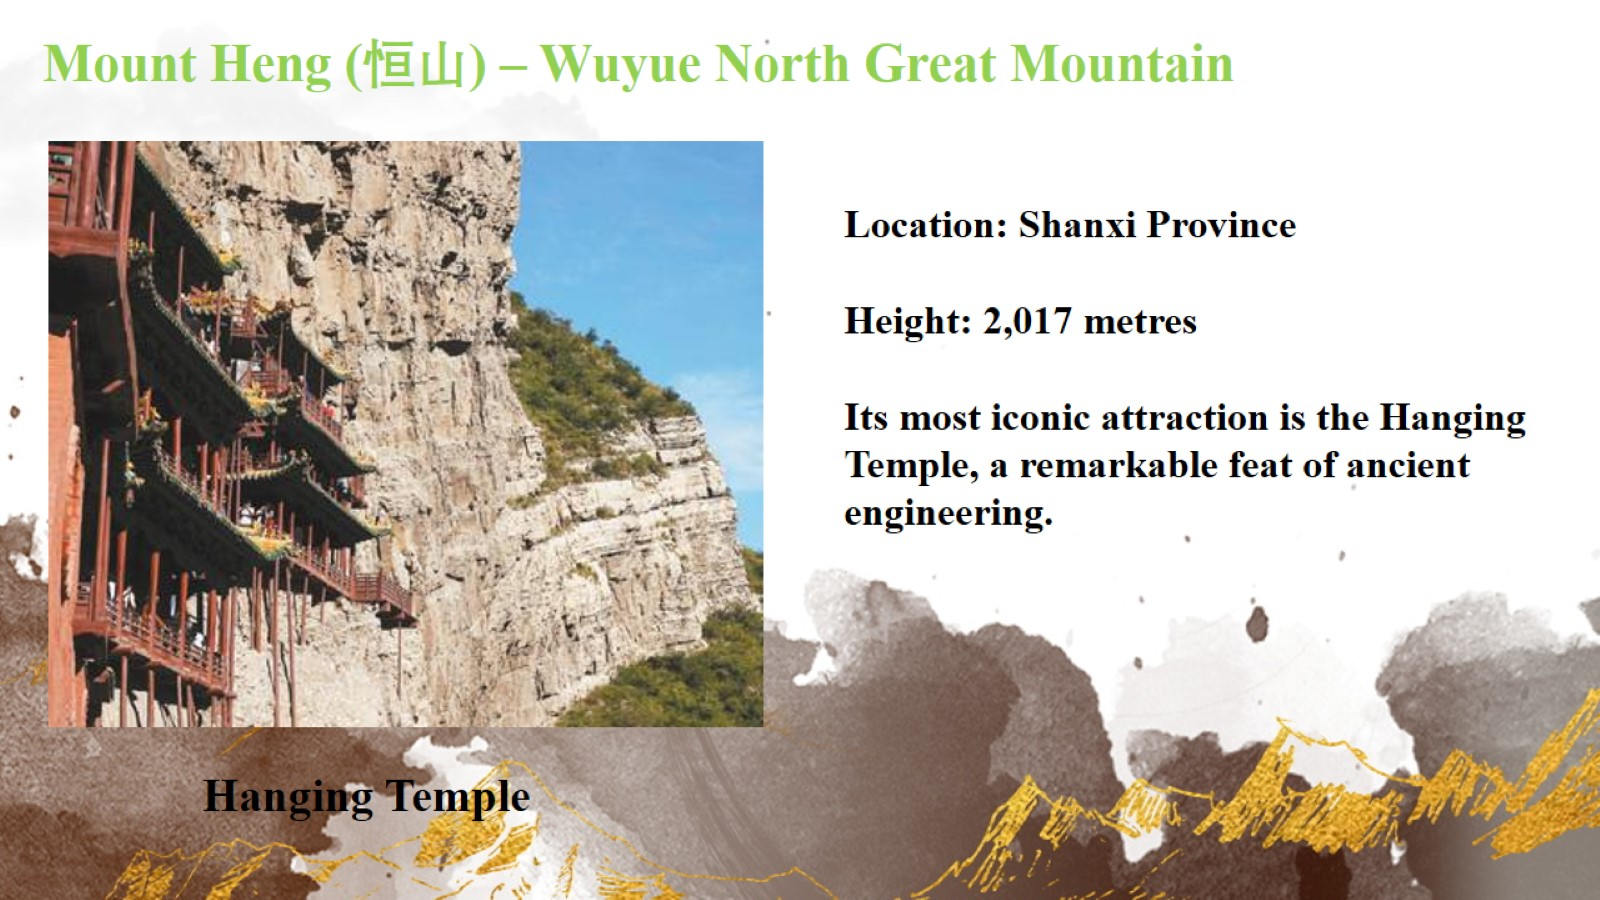 Mount Heng (恒山) – Wuyue North Great Mountain
Location: Shanxi Province
Height: 2,017 metres
Its most iconic attraction is the Hanging
Temple, a remarkable feat of ancient
engineering.
Hanging Temple